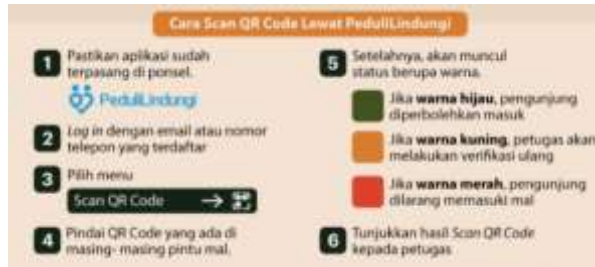 Cara Scan QR Code Lewat PeduliLindungi
1 Pastikan aplikasi sudah
terpasang di ponsel.
PeduliLindungi
2 Log in dengan email atau nomor
telepon yang terdaftar
3 Pilih menu
Scan QR Code
4 Pindai QR Code yang ada di
masing- masing pintu mal.
5 Setelahnya, akan muncul
status berupa warna.
Jika warna hijau, pengunjung
diperbolehkan masuk
Jika warna kuning, petugas akan
melakukan verifikasi ulang
Jika warna merah, pengunjung
dilarang memasuki mal
6 Tunjukkan hasil Scan QR Code
kepada petugas